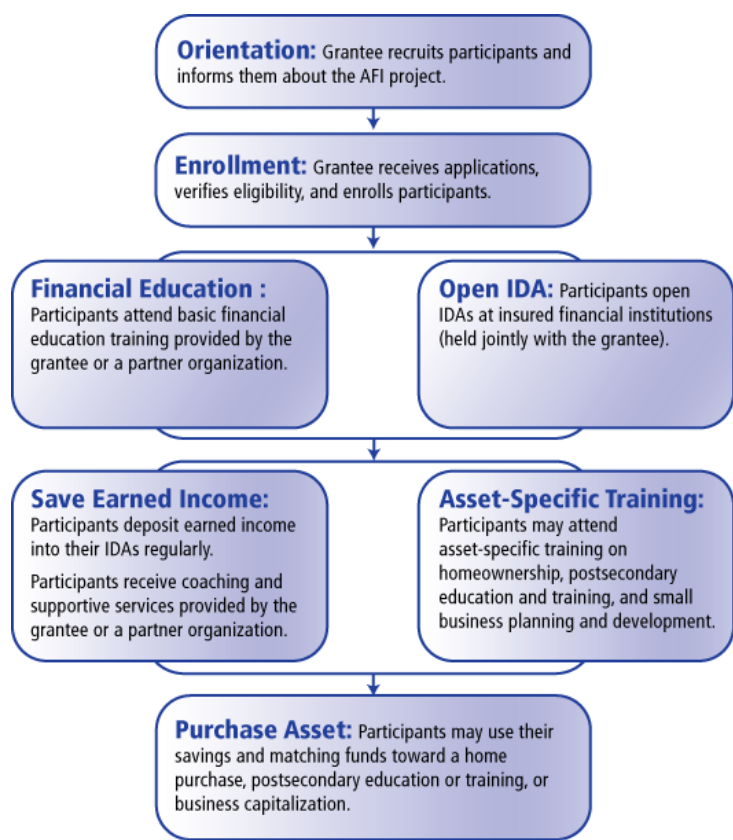 Orientation: Grantee recruits participants and
informs them about the AFI project.
Enrollment: Grantee receives applications,
verifies eligibility, and enrolls participants.
Financial Education :
Participants attend basic financial
education training provided by the
grantee or a partner organization.
Open IDA: Participants open
IDAs at insured financial institutions
(held jointly with the grantee).
Save Earned Income:
Participants deposit earned income
into their IDAs regularly.
Participants receive coaching and
supportive services provided by the
grantee or a partner organization.
Asset-Specific Training:
Participants may attend
asset-specific training on
homeownership, postsecondary
education and training, and small
business planning and development.
Purchase Asset: Participants may use their
savings and matching funds toward a home
purchase, postsecondary education or training, or
business capitalization.